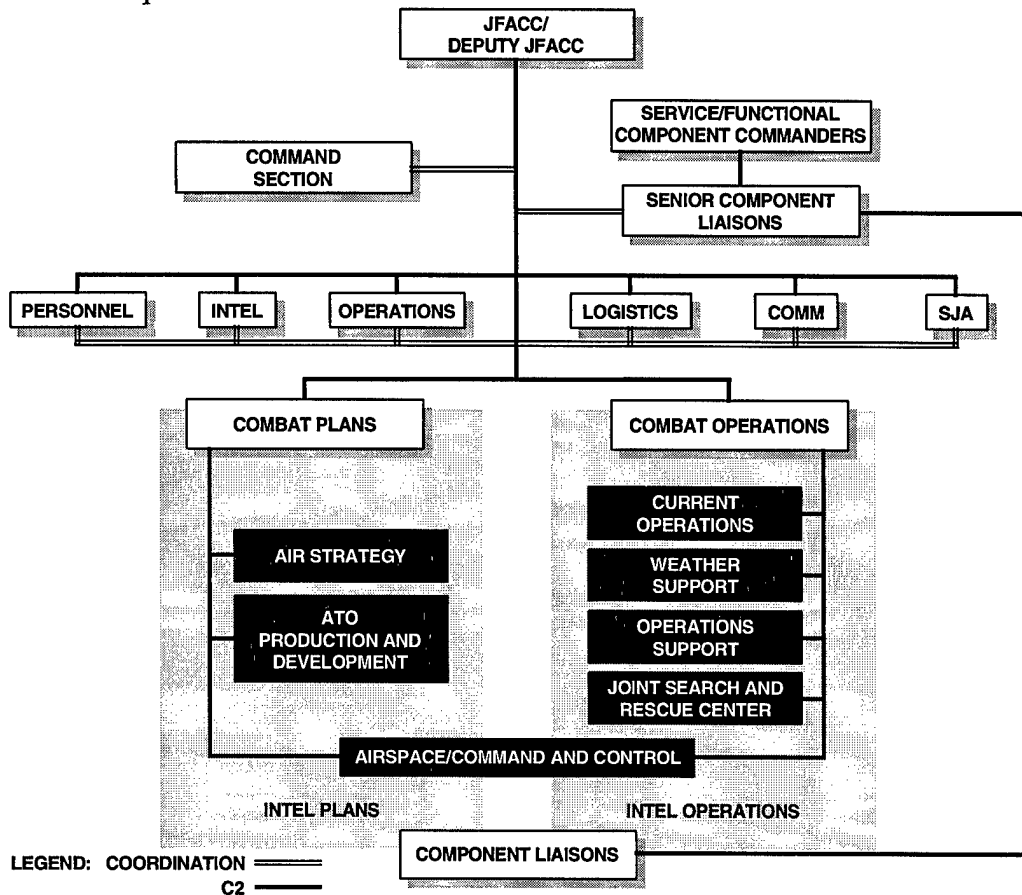 JFACC/
DEPUTY JFACC
SERVICE/FUNCTIONAL
COMPONENT COMMANDERS
COMMAND
SECTION
SENIOR COMPONENT
LIAISONS
PERSONNEL
INTEL
OPERATIONS
LOGISTICS
COMM
SJA
COMBAT PLANS
COMBAT OPERATIONS
AIR STRATEGY
ATO
PRODUCTION AND
DEVELOPMENT
CURRENT
OPERATIONS
WEATHER
SUPPORT
OPERATIONS
SUPPORT
JOINT SEARCH AND
RESCUE CENTER
AIRSPACE/COMMAND AND CONTROL
INTEL PLANS
INTEL OPERATIONS
COMPONENT LIAISONS
LEGEND: COORDINATION
C2